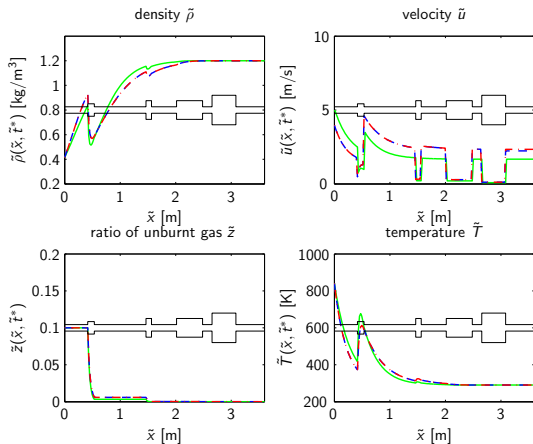 density ρ̃
velocity ũ
ρ̃(x̃, t̃*) [kg/m³]
1.4
1.2
1
0.8
0.6
0.4
0.2
0 1 2 3
x̃ [m]
ũ(x̃, t̃*) [m/s]
10
5
0
0 1 2 3
x̃ [m]
ratio of unburnt gas z̃
temperature T̃
z̃(x̃, t̃*)
0.2
0.15
0.1
0.05
0
0 1 2 3
x̃ [m]
T̃(x̃, t̃*) [K]
1000
800
600
400
200
0 1 2 3
x̃ [m]